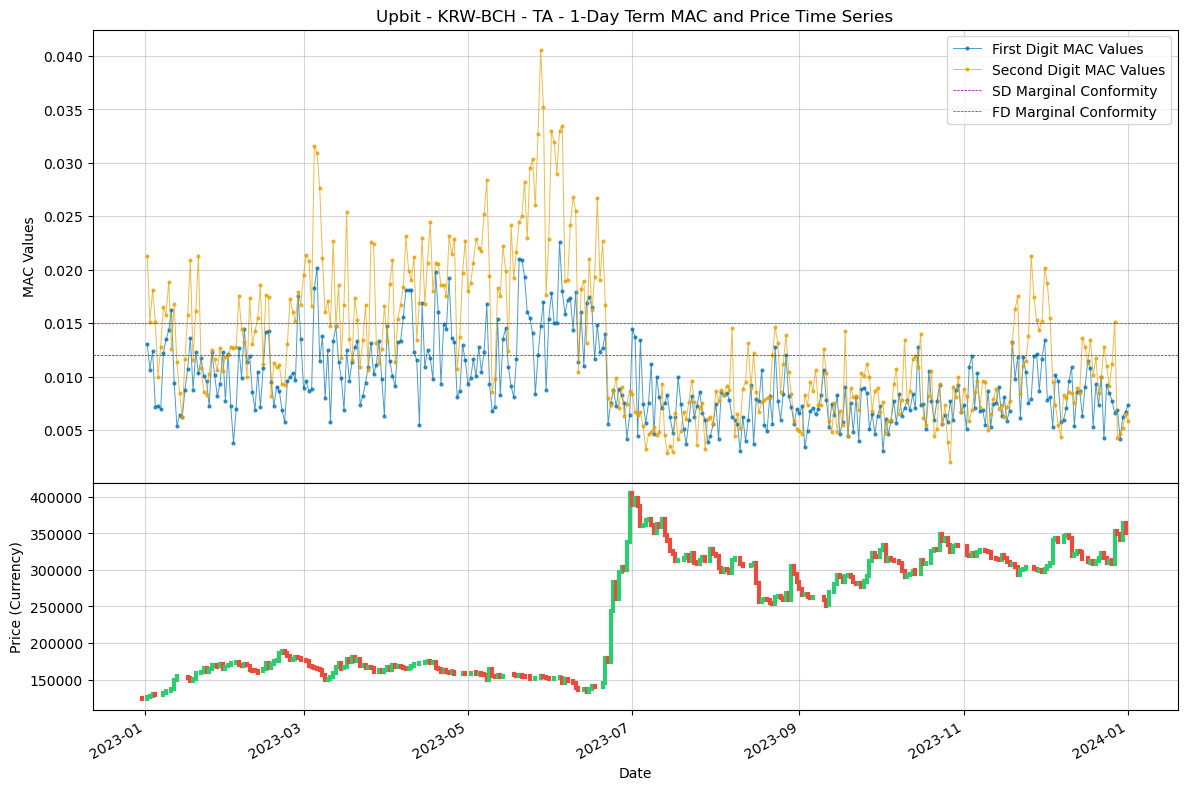 Upbit - KRW-BCH - TA - 1-Day Term MAC and Price Time Series
First Digit MAC Values
Second Digit MAC Values
SD Marginal Conformity
FD Marginal Conformity
MAC Values
0.040
0.035
0.030
0.025
0.020
0.015
0.010
0.005
Price (Currency)
400000
350000
300000
250000
200000
150000
2023-01
2023-03
2023-05
2023-07
2023-09
2023-11
2024-01
Date